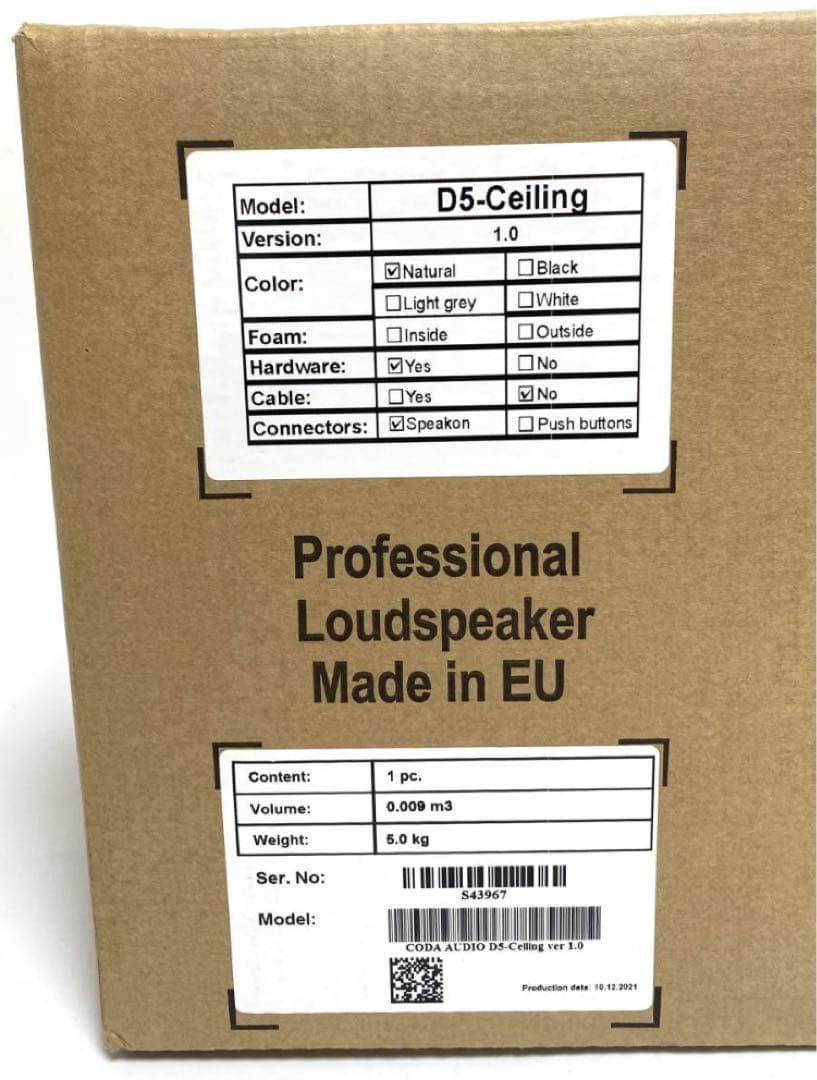 Model: D5-Ceiling
Version: 1.0
Color: ☑Natural ☐Black
☐Light grey ☐White
Foam: ☐Inside ☐Outside
Hardware: ☑Yes ☐No
Cable: ☐Yes ☑No
Connectors: ☑Speakon ☐Push buttons
Professional
Loudspeaker
Made in EU
Content: 1 pc.
Volume: 0.009 m3
Weight: 5.0 kg
Ser. No:
S43967
Model:
CODA AUDIO D5-Ceiling ver 1.0
Production date: 10.12.2021